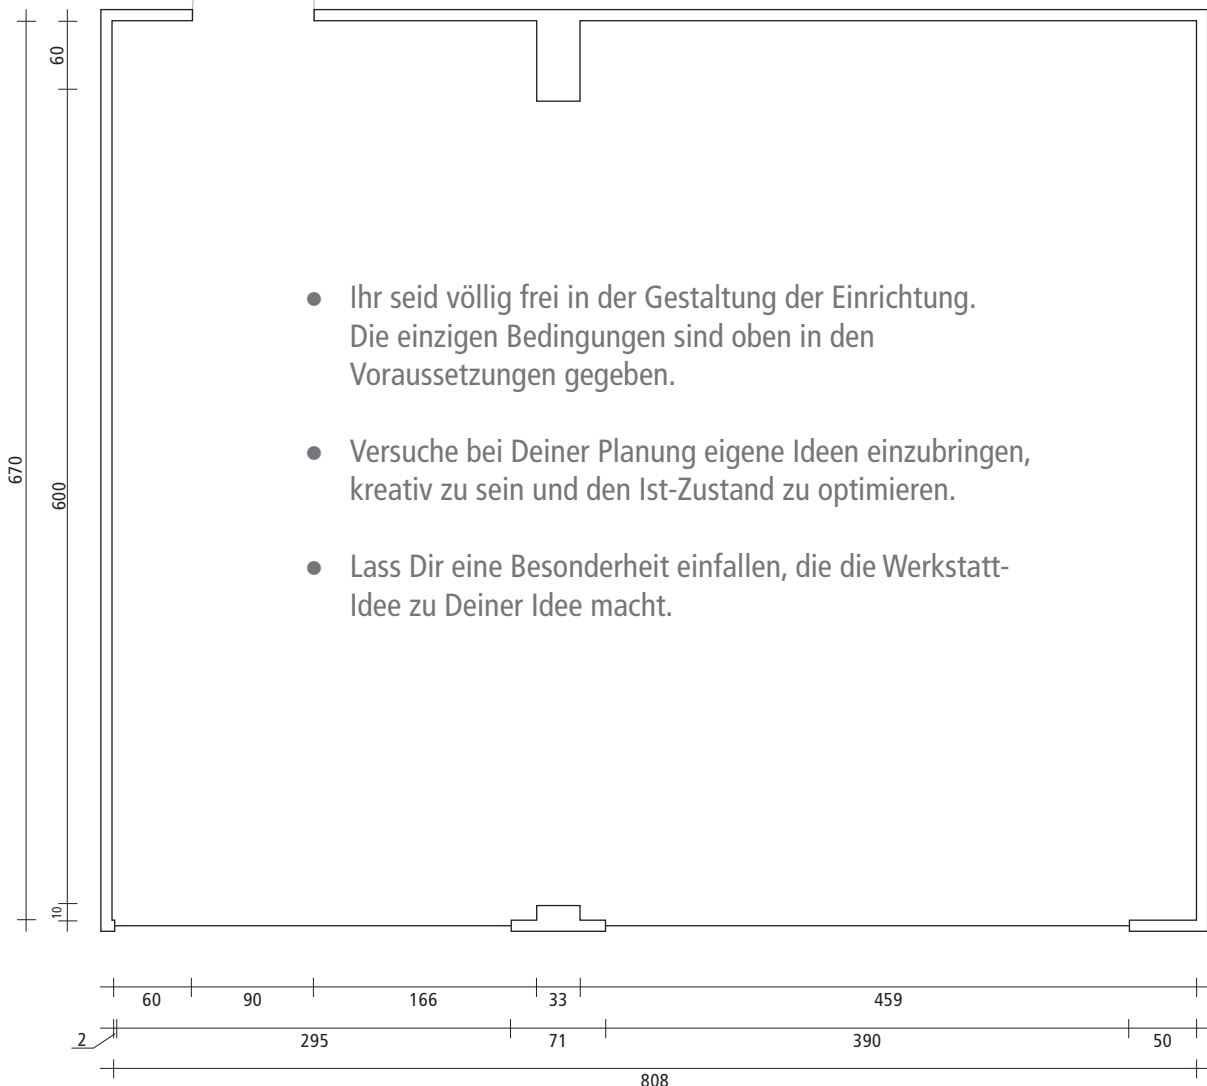 60
670
600
10
● Ihr seid völlig frei in der Gestaltung der Einrichtung.
Die einzigen Bedingungen sind oben in den
Voraussetzungen gegeben.
● Versuche bei Deiner Planung eigene Ideen einzubringen,
kreativ zu sein und den Ist-Zustand zu optimieren.
● Lass Dir eine Besonderheit einfallen, die die Werkstatt-
Idee zu Deiner Idee macht.
60 90 166 33 459
2 295 71 390 50
808